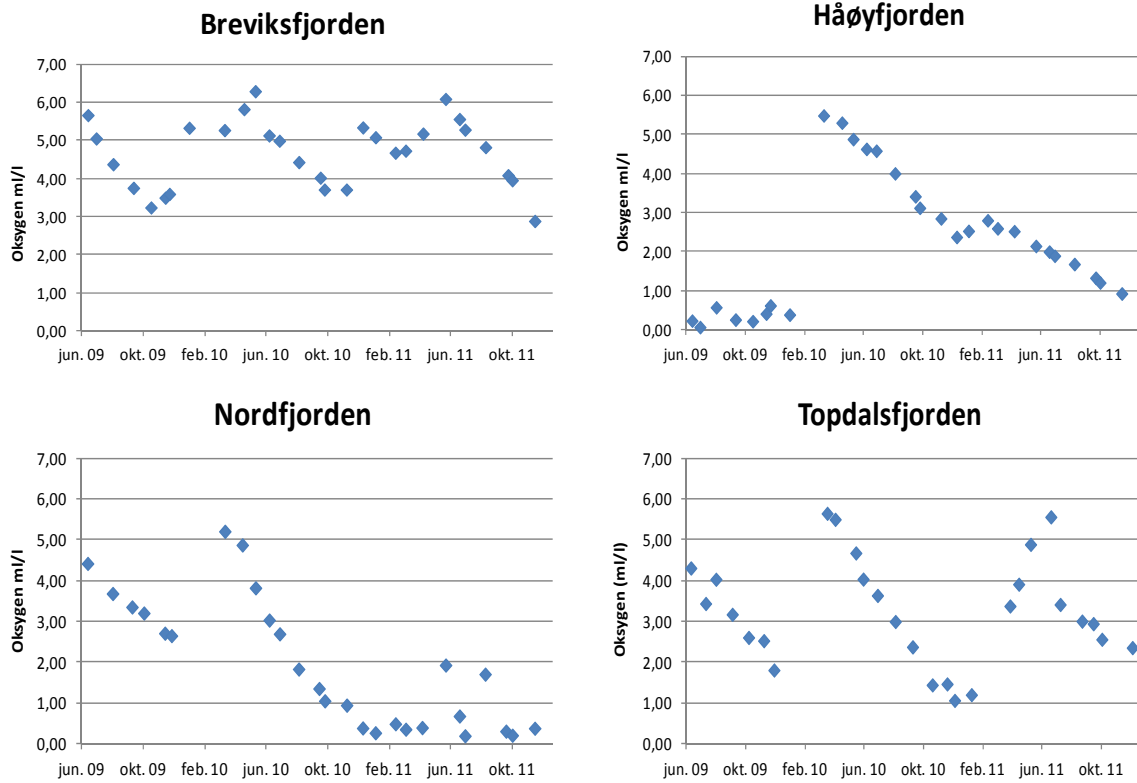 Breviksfjorden
Oksygen ml/l
7,00
6,00
5,00
4,00
3,00
2,00
1,00
0,00
jun. 09 okt. 09 feb. 10 jun. 10 okt. 10 feb. 11 jun. 11 okt. 11
Håøyfjorden
Oksygen ml/l
7,00
6,00
5,00
4,00
3,00
2,00
1,00
0,00
jun. 09 okt. 09 feb. 10 jun. 10 okt. 10 feb. 11 jun. 11 okt. 11
Nordfjorden
Oksygen ml/l
7,00
6,00
5,00
4,00
3,00
2,00
1,00
0,00
jun. 09 okt. 09 feb. 10 jun. 10 okt. 10 feb. 11 jun. 11 okt. 11
Topdalsfjorden
Oksygen (ml/l)
7,00
6,00
5,00
4,00
3,00
2,00
1,00
0,00
jun. 09 okt. 09 feb. 10 jun. 10 okt. 10 feb. 11 jun. 11 okt. 11